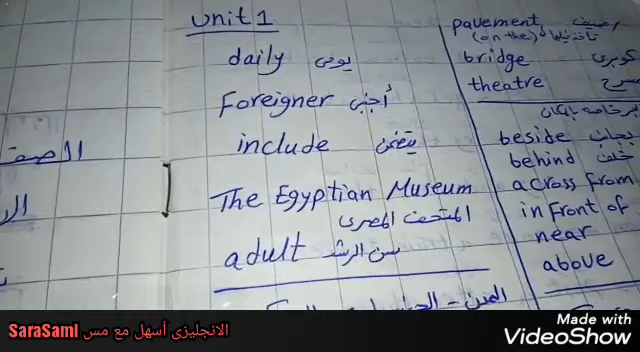 unit 1
daily يومى
Foreigner أجنبى
include يتضمن
The Egyptian Museum
المتحف المصرى
adult سن الرشد
pavement رصيف
(on the)
bridge كوبرى
theatre مسرح
beside بجانب
behind خلف
across from
in front of
near
above
الانجليزى أسهل مع مس SaraSamI
Made with
VideoShow